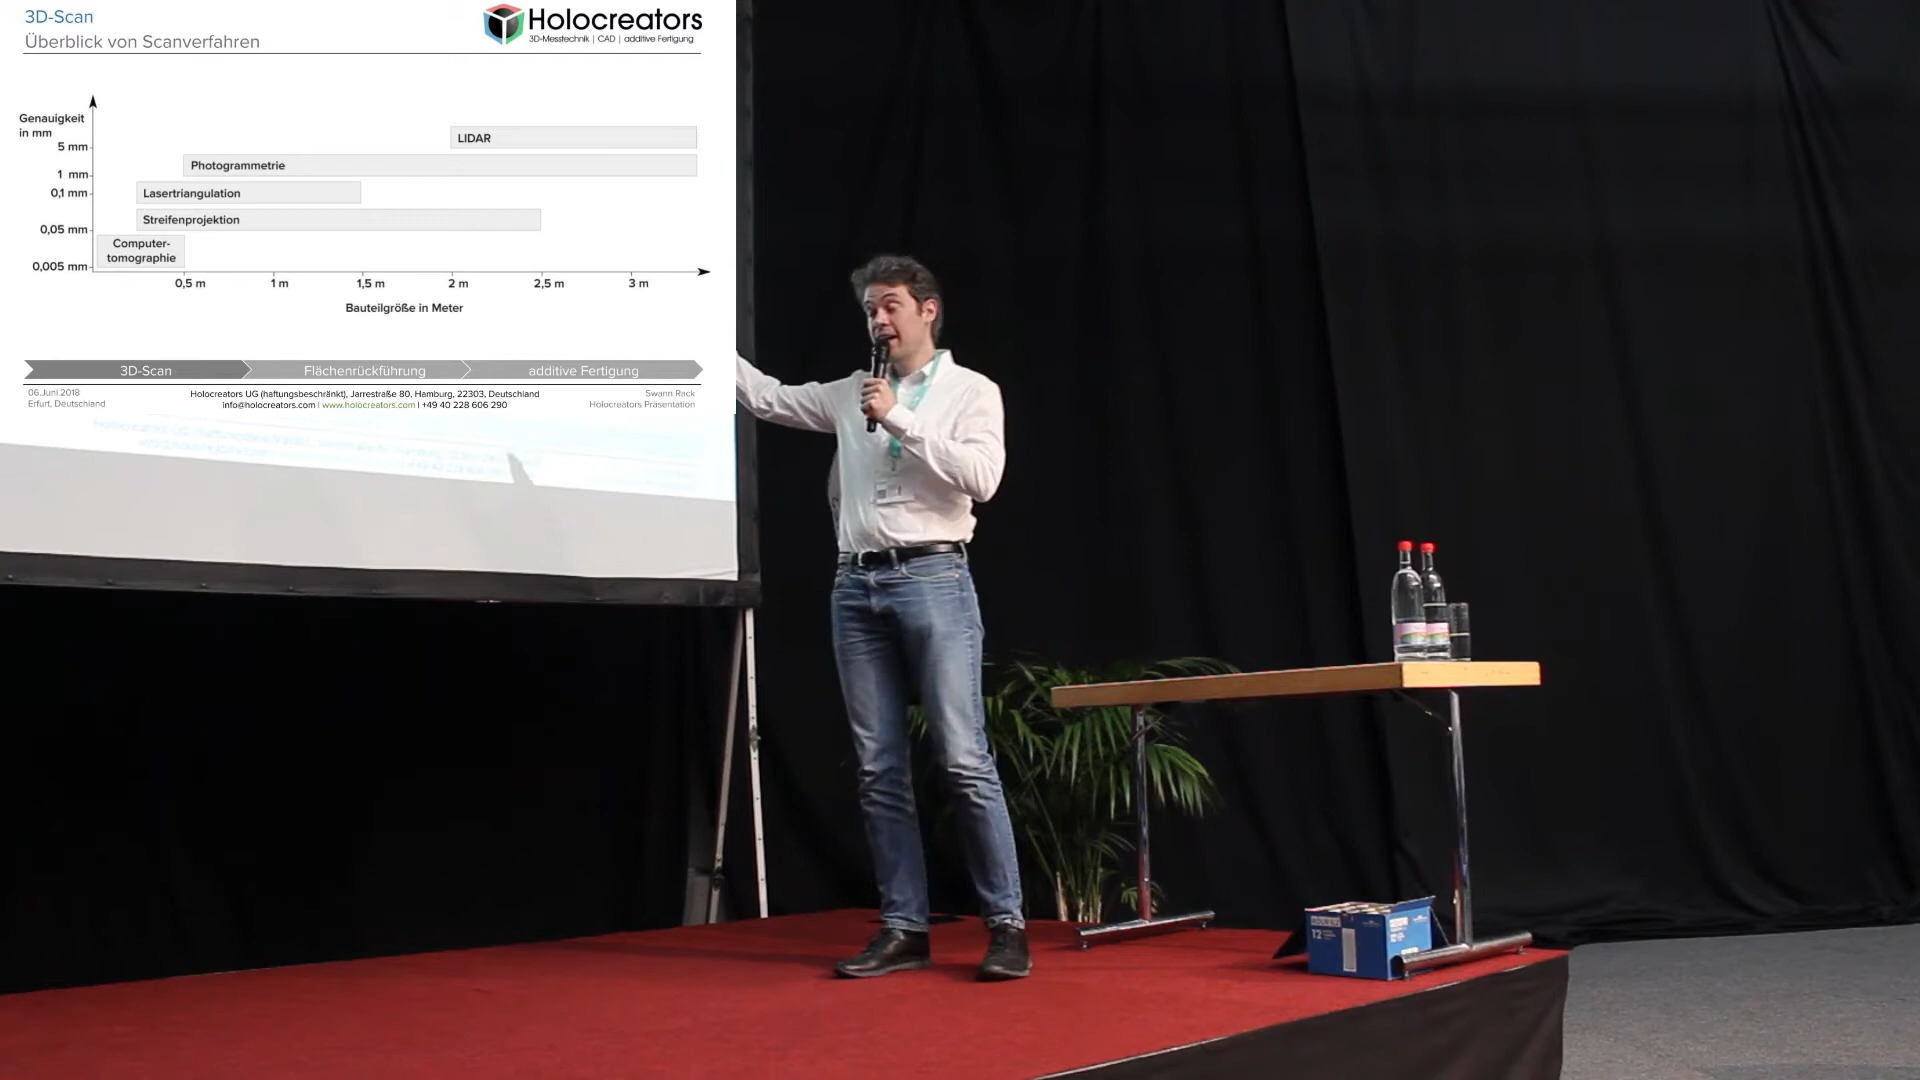 3D-Scan
Überblick von Scanverfahren
Holocreators
3D-Messtechnik | CAD | additive Fertigung
Genauigkeit
in mm
5 mm
1 mm
0,1 mm
0,05 mm
0,005 mm
LIDAR
Photogrammetrie
Lasertriangulation
Streifenprojektion
Computer-
tomographie
0,5 m
1 m
1,5 m
2 m
2,5 m
3 m
Bauteilgröße in Meter
3D-Scan
Flächenrückführung
additive Fertigung
06.Juni.2018
Erfurt, Deutschland
Holocreators UG (haftungsbeschränkt), Jarrestraße 80, Hamburg, 22303, Deutschland
info@holocreators.com | www.holocreators.com | +49 40 228 606 290
Swann Rack
Holocreators Präsentation
12